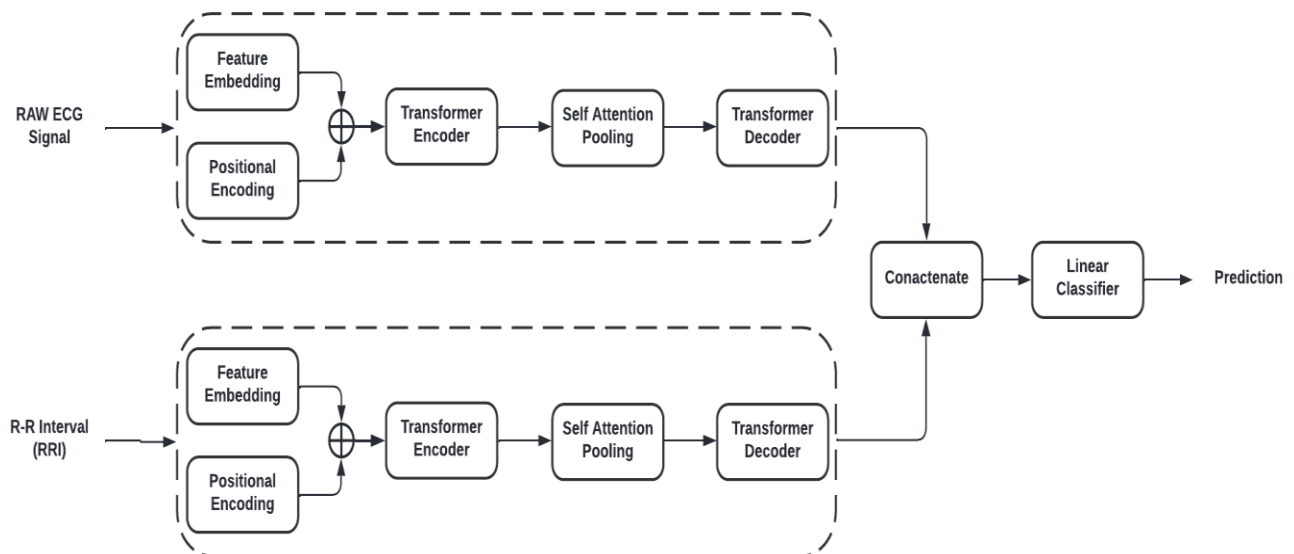 Feature
Embedding
RAW ECG
Signal
Positional
Encoding
Transformer
Encoder
Self Attention
Pooling
Transformer
Decoder
Conactenate
Linear
Classifier
Prediction
Feature
Embedding
R-R Interval
(RRI)
Positional
Encoding
Transformer
Encoder
Self Attention
Pooling
Transformer
Decoder